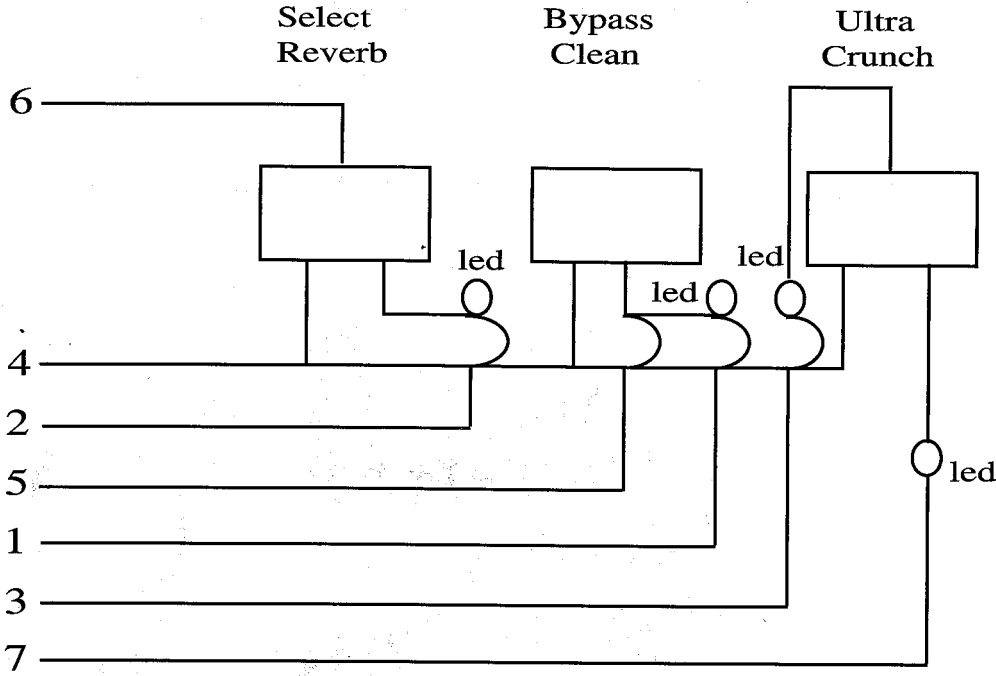 Select
Reverb
Bypass
Clean
Ultra
Crunch
6
led
led
led
4
2
5
led
1
3
7